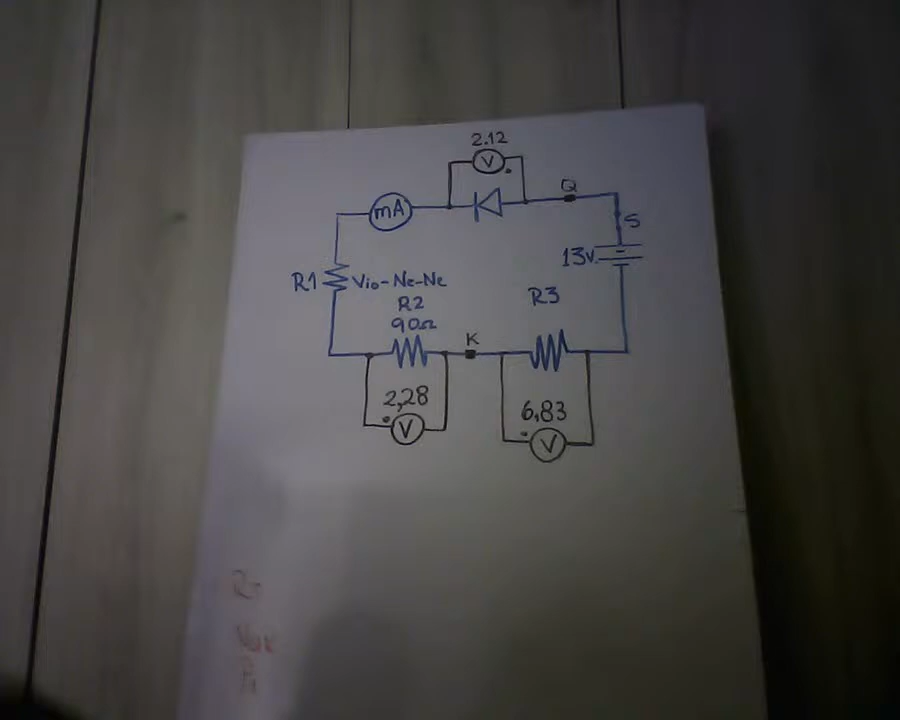 2.12
V
Q
mA
S
13v
R1 Vio-Ne-Ne
R2
90Ω
R3
K
2,28
V
6,83
V